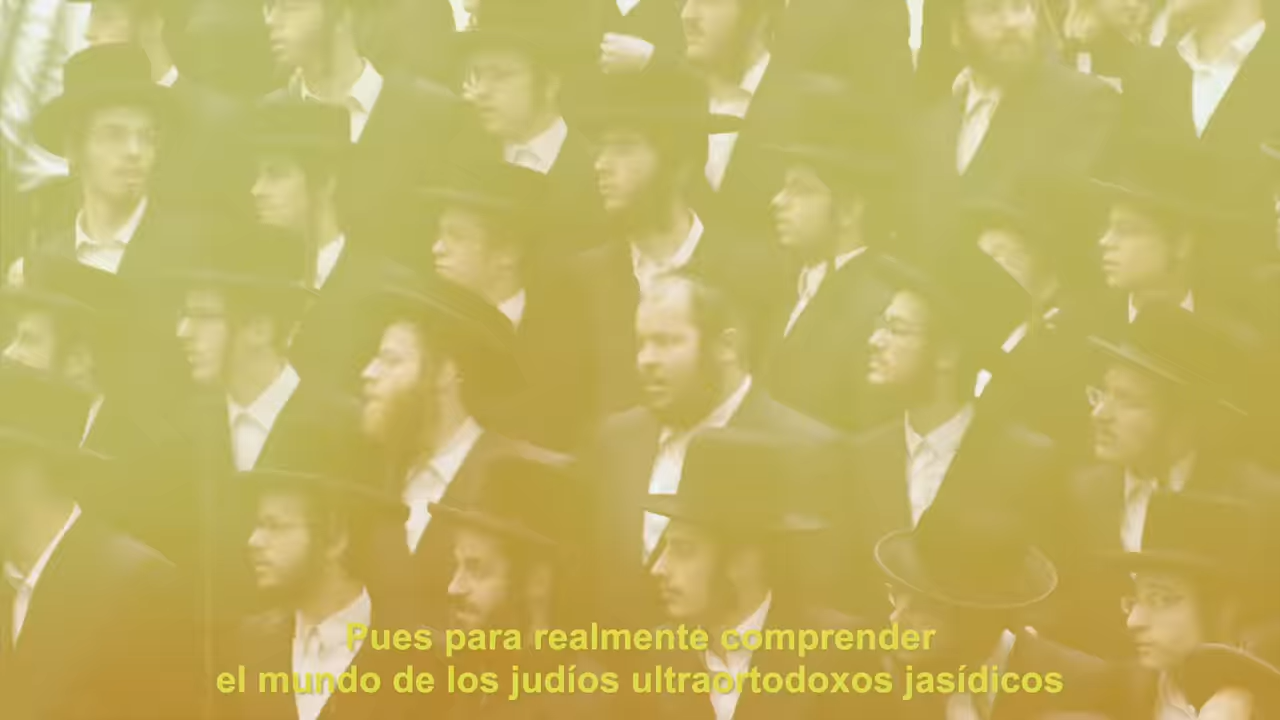 Pues para realmente comprender
el mundo de los judíos ultraortodoxos jasídicos